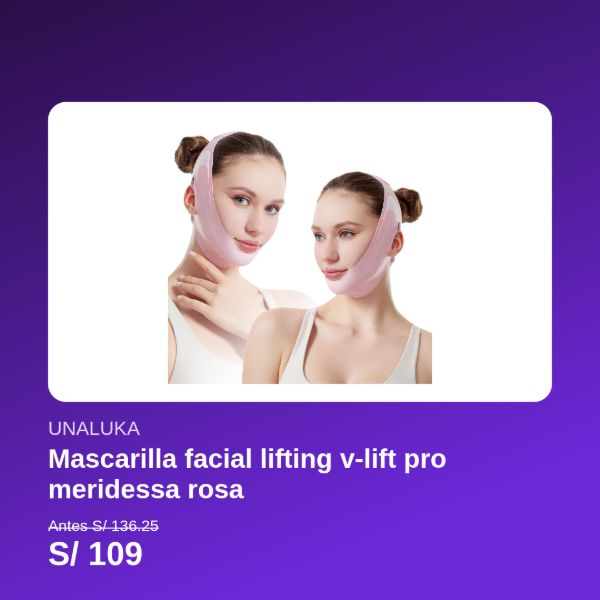 UNALUKA
Mascarilla facial lifting v-lift pro
meridessa rosa
Antes S/ 136.25
S/ 109